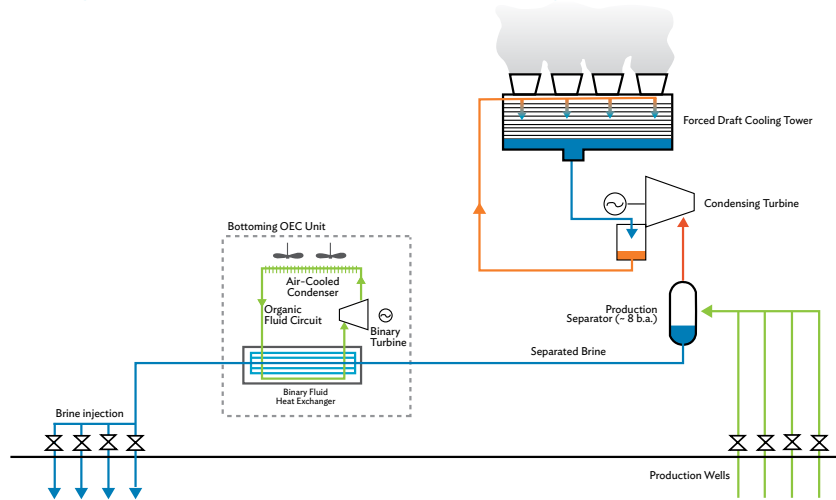 Forced Draft Cooling Tower
Condensing Turbine
Bottoming OEC Unit
Air-Cooled
Condenser
Organic
Fluid Circuit
Binary
Turbine
Production
Separator (~ 8 b.a.)
Separated Brine
Binary Fluid
Heat Exchanger
Brine injection
Production Wells